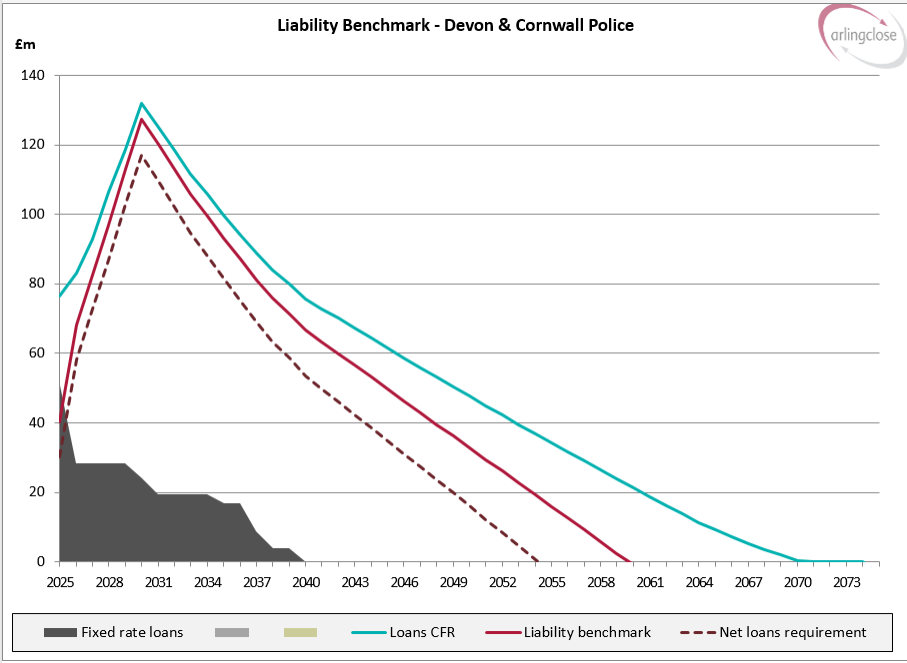 Liability Benchmark - Devon & Cornwall Police
arlingclose
£m
140
120
100
80
60
40
20
0
2025 2028 2031 2034 2037 2040 2043 2046 2049 2052 2055 2058 2061 2064 2067 2070 2073
Fixed rate loans Loans CFR Liability benchmark Net loans requirement